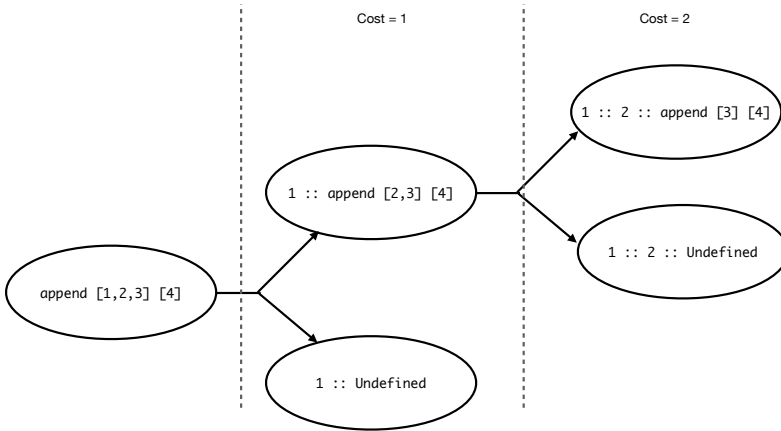 Cost = 1
Cost = 2
1 :: 2 :: append [3] [4]
1 :: append [2,3] [4]
1 :: 2 :: Undefined
append [1,2,3] [4]
1 :: Undefined